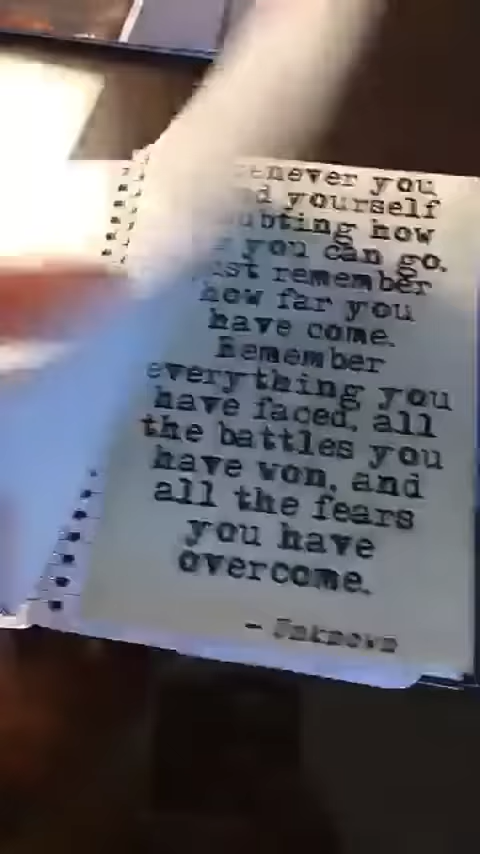 you
yourself
how
you can go.
remember
how far you
have come.
Remember
everything you
have faced, all
the battles you
have won, and
all the fears
you have
overcome.
- Unknown